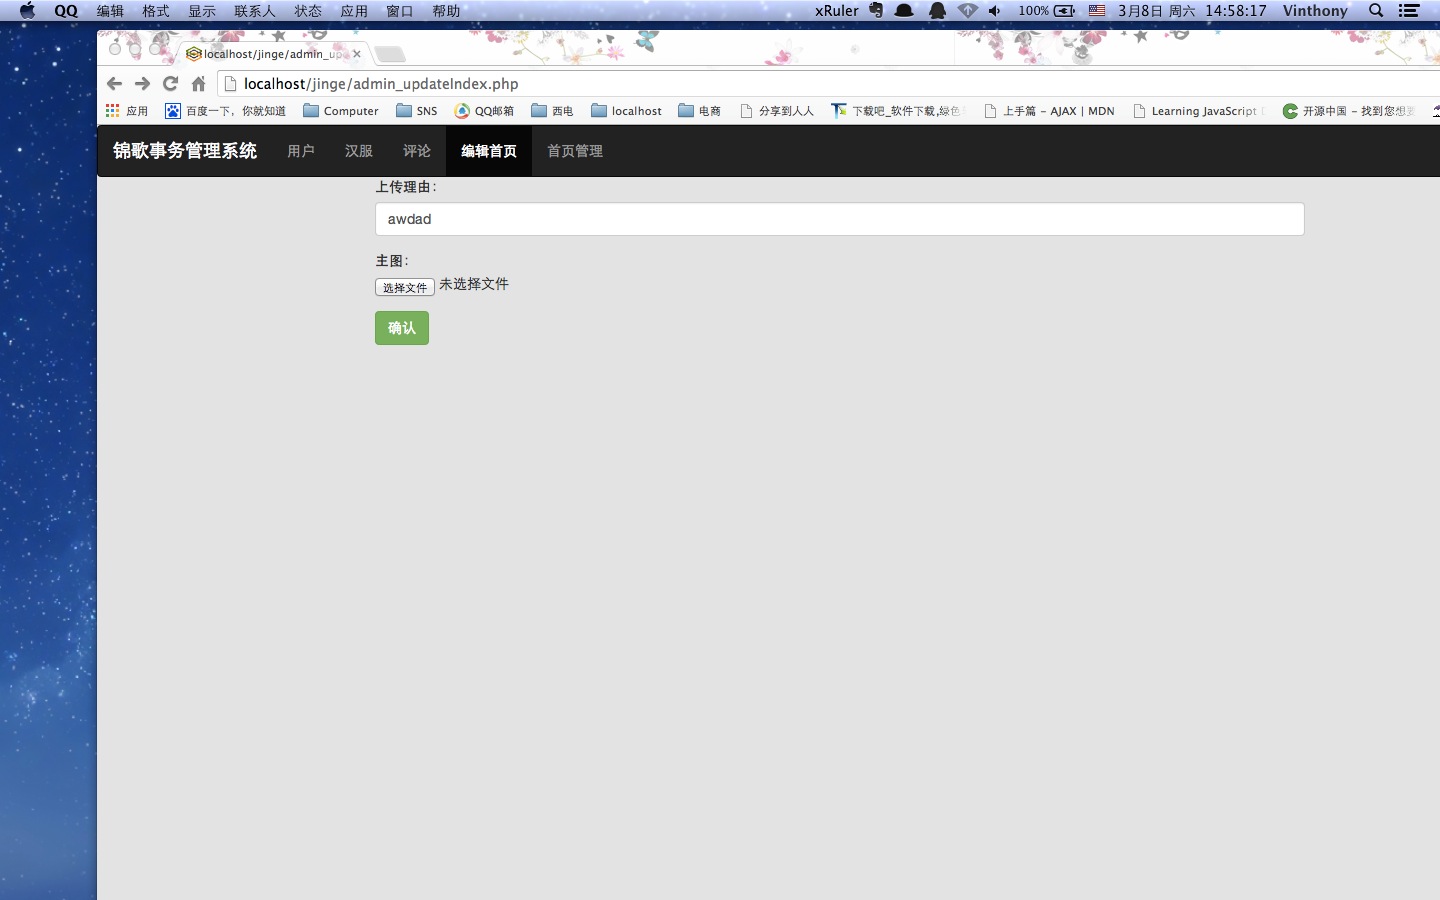 QQ 编辑 格式 显示 联系人 状态 应用 窗口 帮助 xRuler 100% 3月8日 周六 14:58:17 Vinthony
localhost/jinge/admin_up
localhost/jinge/admin_updateIndex.php
应用 百度一下，你就知道 Computer SNS QQ邮箱 西电 localhost 电商 分享到人人 下载吧_软件下载,绿色 上手篇 – AJAX | MDN Learning JavaScript 开源中国 – 找到您想要
锦歌事务管理系统 用户 汉服 评论 编辑首页 首页管理
上传理由：
awdad
主图：
选择文件 未选择文件
确认